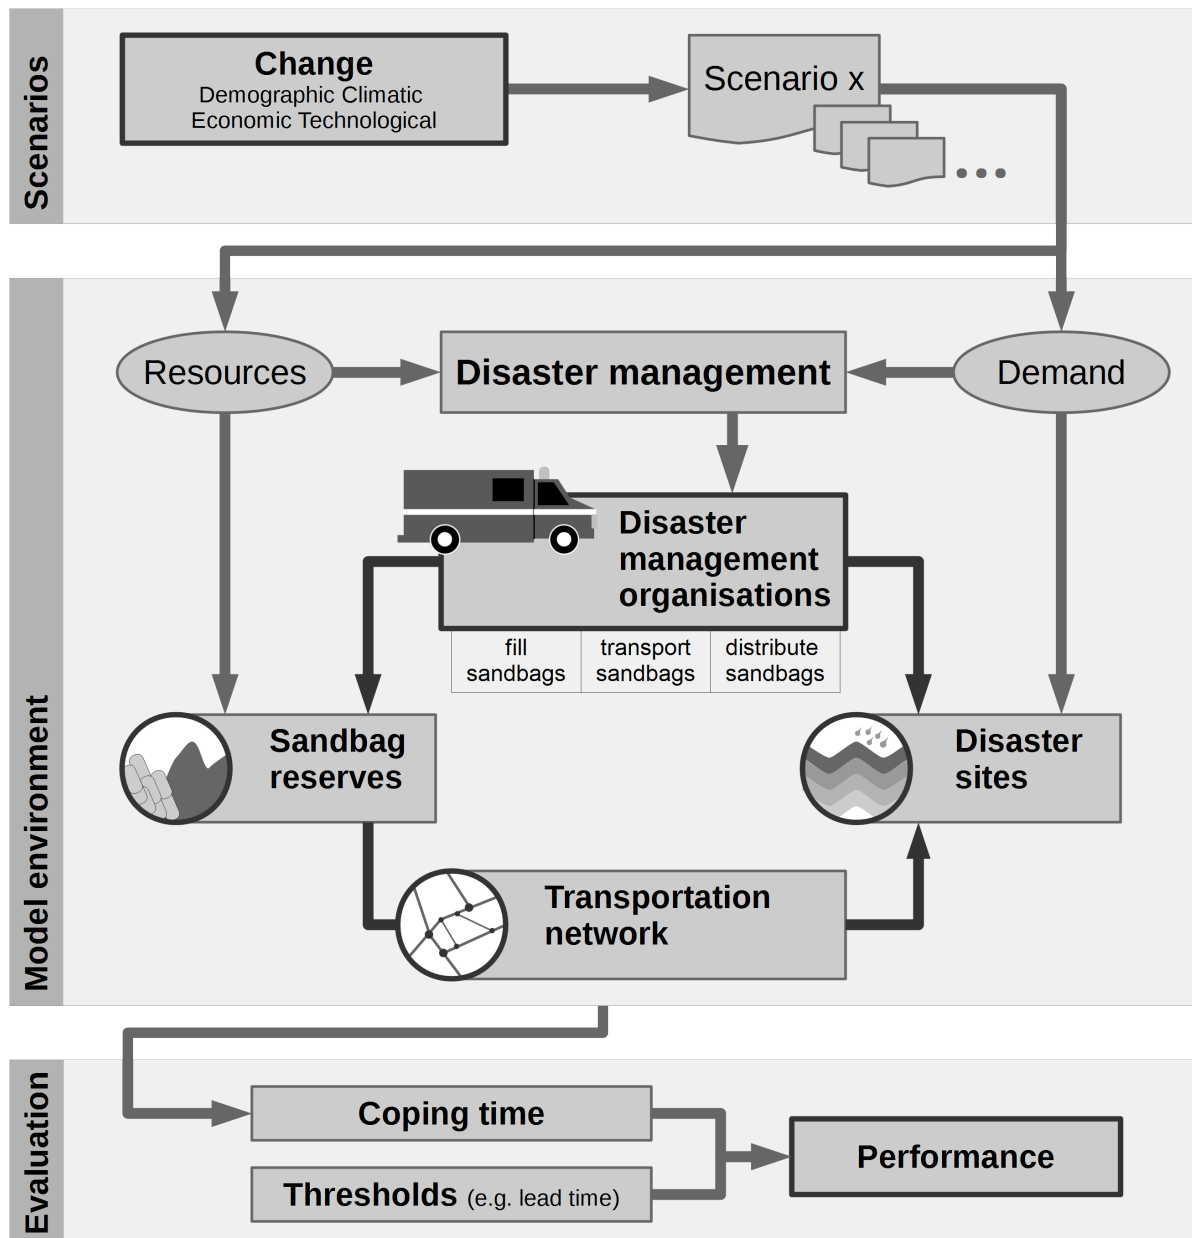 Scenarios
Change
Demographic Climatic
Economic Technological
Scenario x
Model environment
Resources
Disaster management
Demand
Disaster
management
organisations
fill
sandbags
transport
sandbags
distribute
sandbags
Sandbag
reserves
Disaster
sites
Transportation
network
Evaluation
Coping time
Thresholds (e.g. lead time)
Performance